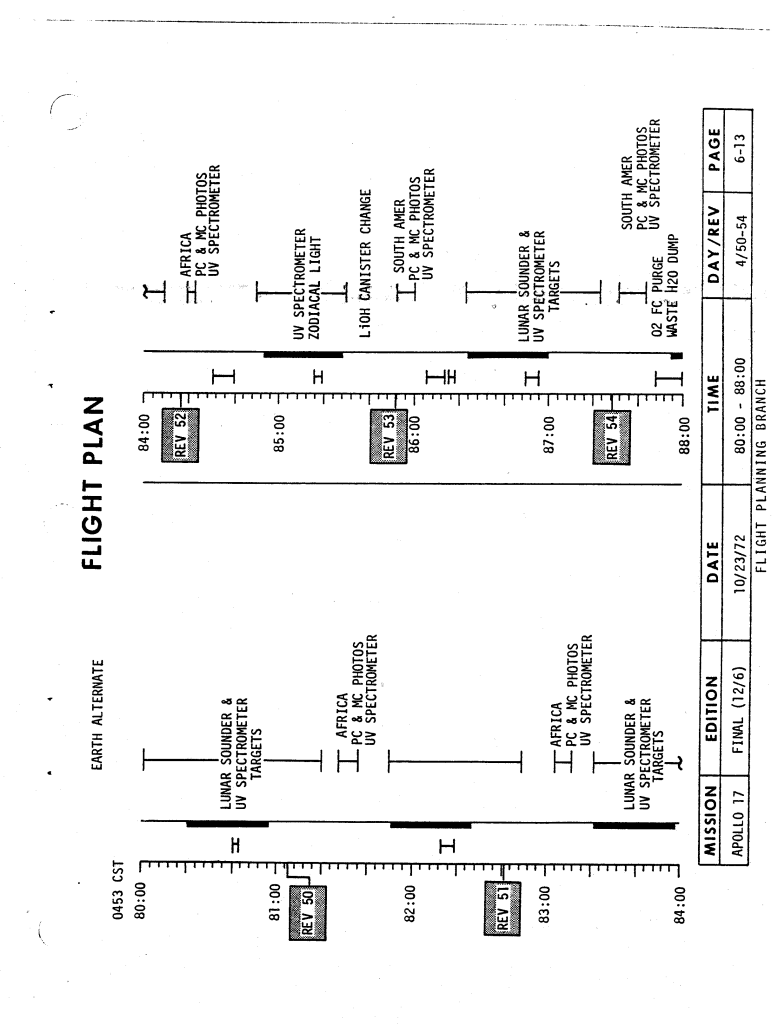 FLIGHT PLAN
EARTH ALTERNATE
0453 CST
80:00
LUNAR SOUNDER &
UV SPECTROMETER
TARGETS
81:00
REV 50
AFRICA
PC & MC PHOTOS
UV SPECTROMETER
82:00
REV 51
83:00
AFRICA
PC & MC PHOTOS
UV SPECTROMETER
LUNAR SOUNDER &
UV SPECTROMETER
TARGETS
84:00
84:00
REV 52
AFRICA
PC & MC PHOTOS
UV SPECTROMETER
85:00
UV SPECTROMETER
ZODIACAL LIGHT
LiOH CANISTER CHANGE
REV 53
SOUTH AMER
PC & MC PHOTOS
UV SPECTROMETER
86:00
LUNAR SOUNDER &
UV SPECTROMETER
TARGETS
87:00
REV 54
SOUTH AMER
PC & MC PHOTOS
UV SPECTROMETER
O2 FC PURGE
WASTE H2O DUMP
88:00
MISSION EDITION DATE TIME DAY/REV PAGE
APOLLO 17 FINAL (12/6) 10/23/72 80:00 - 88:00 4/50-54 6-13
FLIGHT PLANNING BRANCH